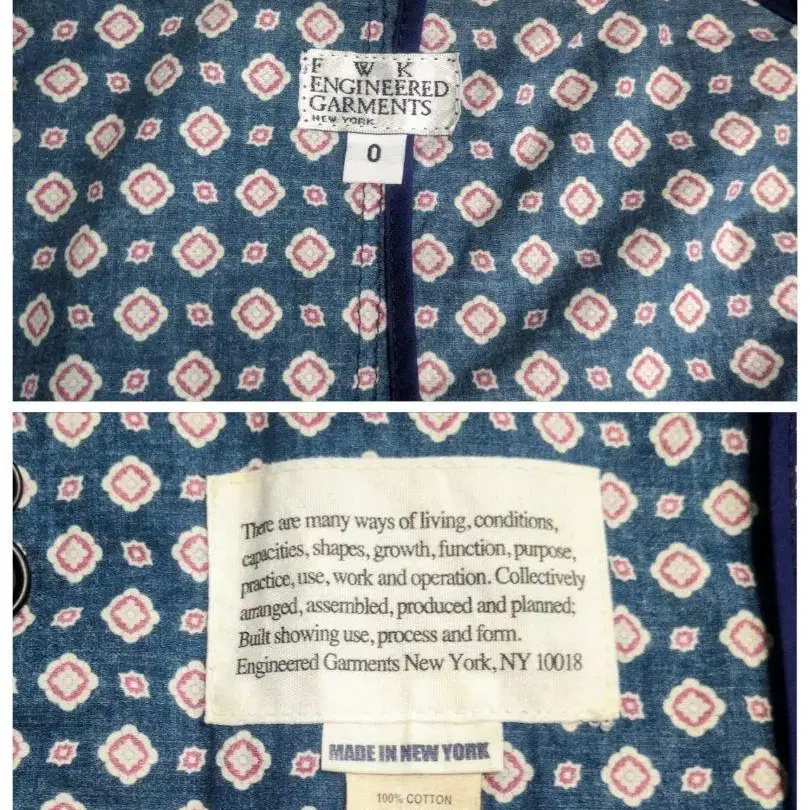 F W K
ENGINEERED
GARMENTS
NEW YORK
0
There are many ways of living, conditions,
capacities, shapes, growth, function, purpose,
practice, use, work and operation. Collectively
arranged, assembled, produced and planned;
Built showing use, process and form.
Engineered Garments New York, NY 10018
MADE IN NEW YORK
100% COTTON